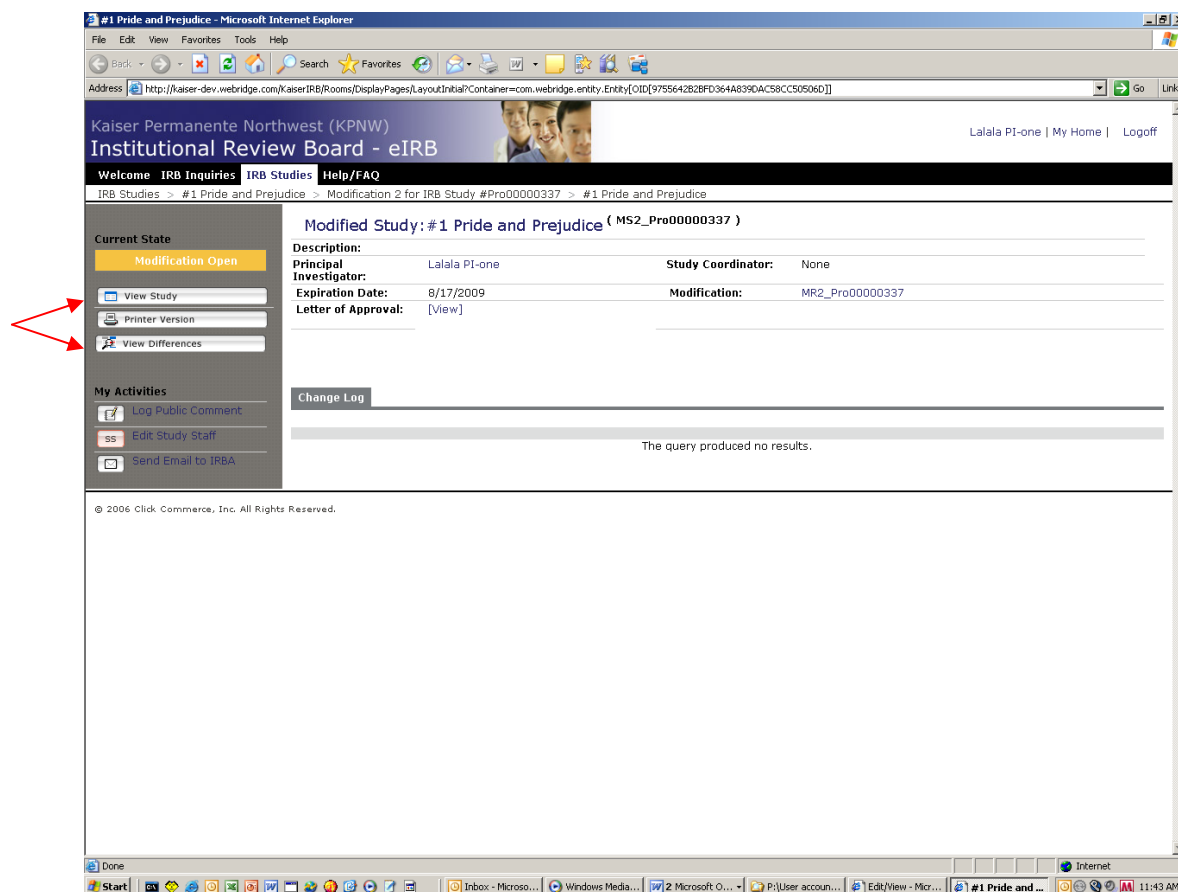 #1 Pride and Prejudice - Microsoft Internet Explorer
File Edit View Favorites Tools Help
Back Search Favorites
Address http://kaiser-dev.webridge.com/KaiserIRB/Rooms/DisplayPages/LayoutInitial?Container=com.webridge.entity.Entity[OID[9755642B2BFD364A839DAC58CC50506D]] Go Link
Kaiser Permanente Northwest (KPNW)
Institutional Review Board - eIRB
Lalala PI-one | My Home | Logoff
Welcome IRB Inquiries IRB Studies Help/FAQ
IRB Studies > #1 Pride and Prejudice > Modification 2 for IRB Study #Pro00000337 > #1 Pride and Prejudice
Current State
Modification Open
View Study
Printer Version
View Differences
My Activities
Log Public Comment
SS Edit Study Staff
Send Email to IRBA
Modified Study:#1 Pride and Prejudice ( MS2_Pro00000337 )
Description:
Principal Investigator: Lalala PI-one Study Coordinator: None
Expiration Date: 8/17/2009 Modification: MR2_Pro00000337
Letter of Approval: [View]
Change Log
The query produced no results.
© 2006 Click Commerce, Inc. All Rights Reserved.
Done Internet
Start Inbox - Microso... Windows Media... 2 Microsoft O... P:\User accoun... Edit/View - Micr... #1 Pride and ... 11:43 AM